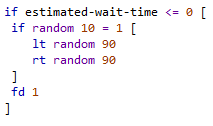 if estimated-wait-time <= 0 [
if random 10 = 1 [
lt random 90
rt random 90
]
fd 1
]